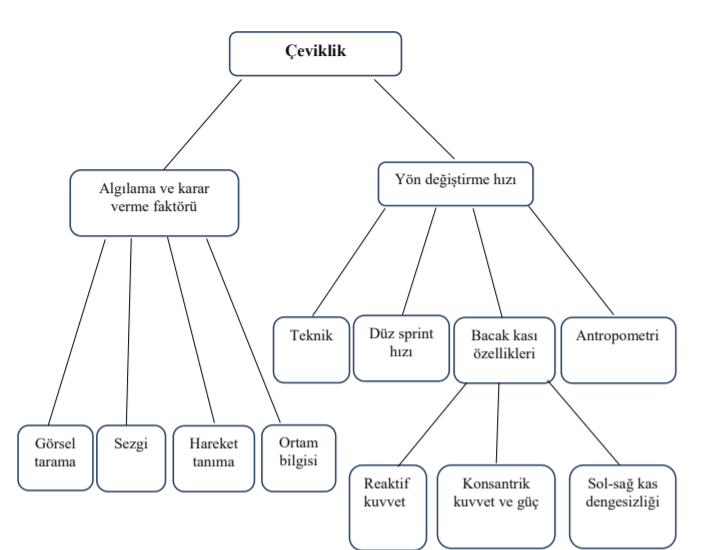 Çeviklik
Algılama ve karar
verme faktörü
Yön değiştirme hızı
Teknik
Düz sprint
hızı
Bacak kası
özellikleri
Antropometri
Görsel
tarama
Sezgi
Hareket
tanıma
Ortam
bilgisi
Reaktif
kuvvet
Konsantrik
kuvvet ve güç
Sol-sağ kas
dengesizliği